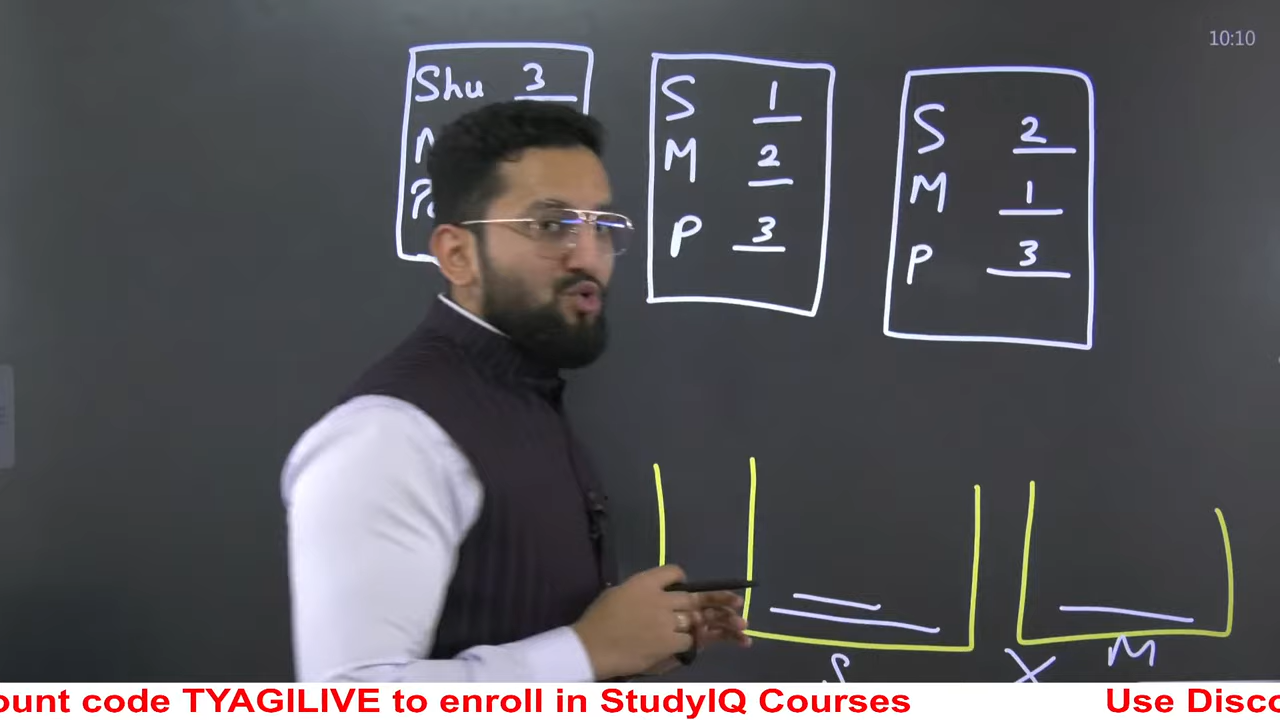 10:10
Shu 3
S 1
M 2
P 3
S 2
M 1
P 3
S
X M
ount code TYAGILIVE to enroll in StudyIQ Courses
Use Disco